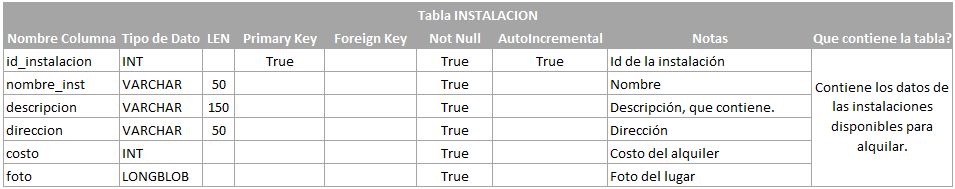 Tabla INSTALACION
Nombre Columna Tipo de Dato LEN Primary Key Foreign Key Not Null AutoIncremental Notas Que contiene la tabla?
id_instalacion INT True True True Id de la instalación
nombre_inst VARCHAR 50 True Nombre
descripcion VARCHAR 150 True Descripción, que contiene.
direccion VARCHAR 50 True Dirección
costo INT True Costo del alquiler
foto LONGBLOB True Foto del lugar
Contiene los datos de
las instalaciones
disponibles para
alquilar.